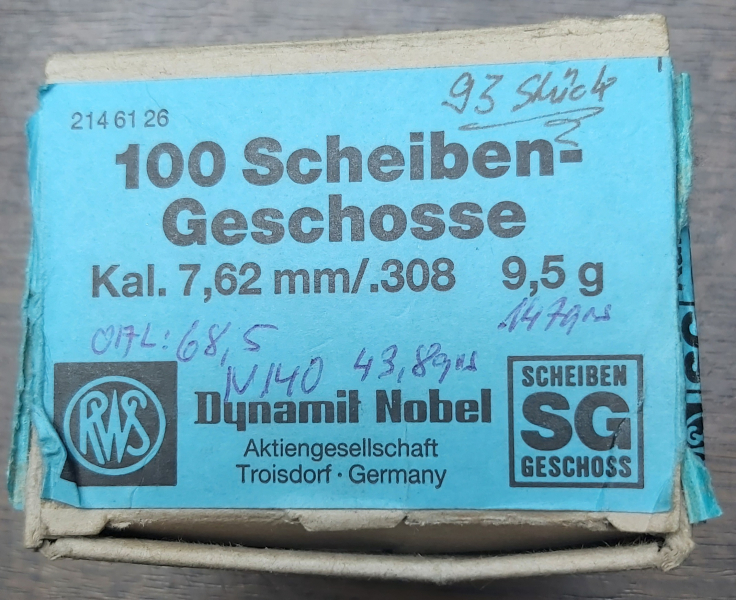 93 Stück
214 61 26
100 Scheiben-
Geschosse
Kal. 7,62 mm/.308 9,5 g
147grs
OAL: 68,5
N140 43,8grs
RWS
Dynamit Nobel
Aktiengesellschaft
Troisdorf · Germany
SCHEIBEN
SG
GESCHOSS